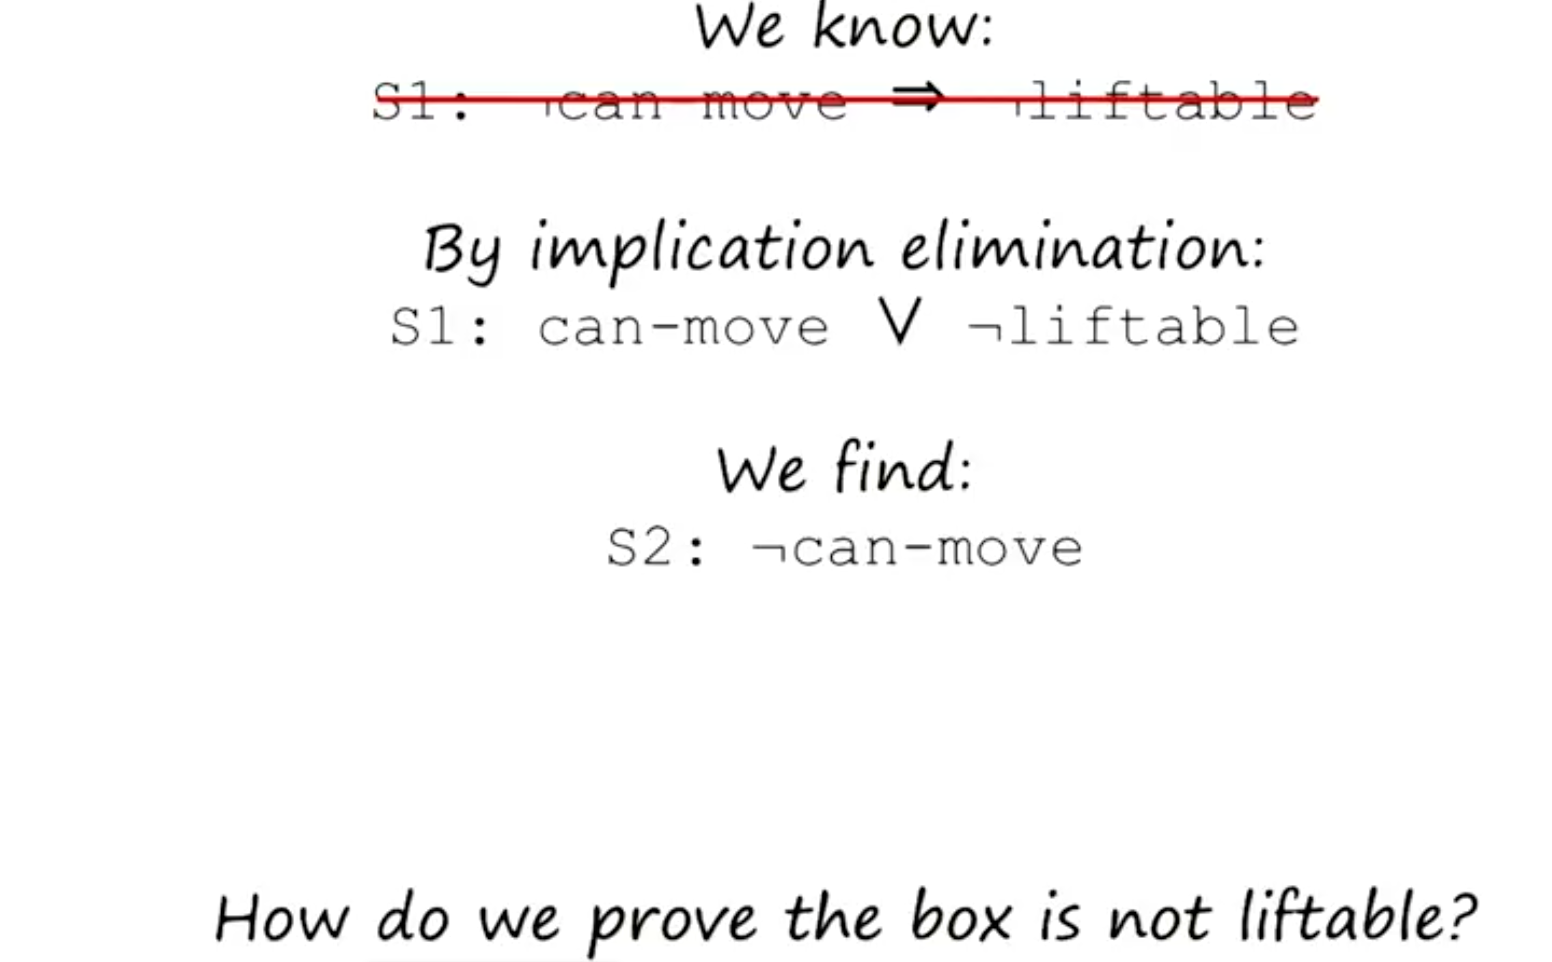 We know:
S1: ¬can-move ⇒ ¬liftable
By implication elimination:
S1: can-move ∨ ¬liftable
We find:
S2: ¬can-move
How do we prove the box is not liftable?